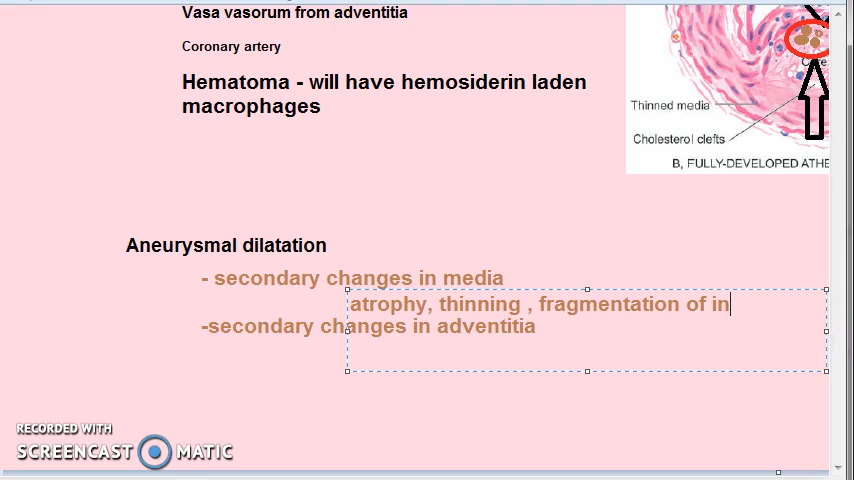 Vasa vasorum from adventitia
Coronary artery
Hematoma - will have hemosiderin laden
macrophages
Thinned media
Cholesterol clefts
B, FULLY-DEVELOPED ATHE
Aneurysmal dilatation
- secondary changes in media
atrophy, thinning , fragmentation of in
-secondary changes in adventitia
RECORDED WITH
SCREENCAST MATIC